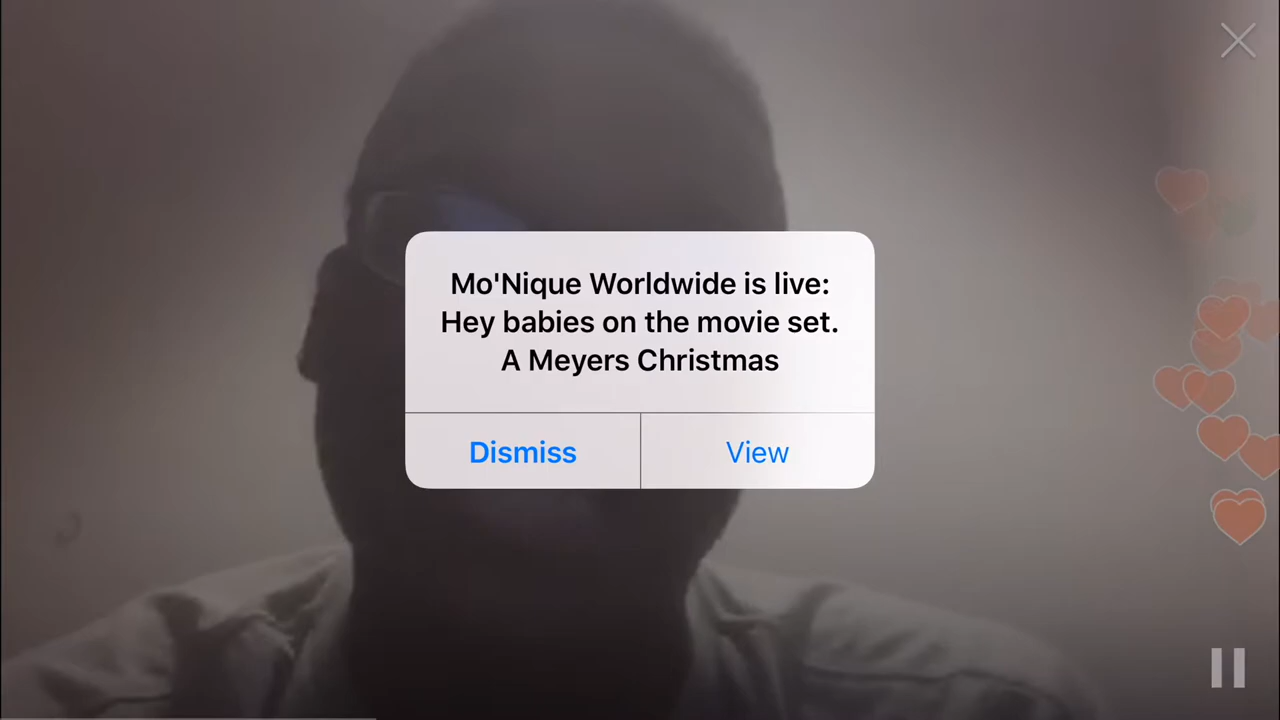 Mo'Nique Worldwide is live:
Hey babies on the movie set.
A Meyers Christmas
Dismiss
View